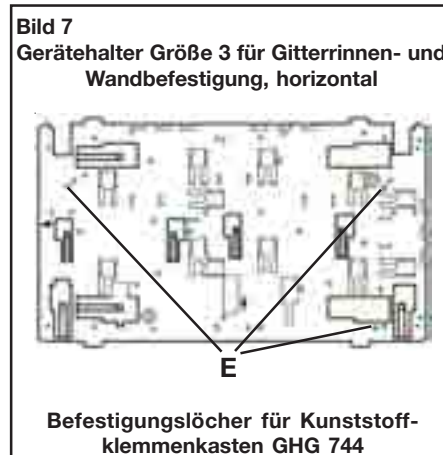 Bild 7
Gerätehalter Größe 3 für Gitterrinnen- und
Wandbefestigung, horizontal
E
Befestigungslöcher für Kunststoff-
klemmenkasten GHG 744